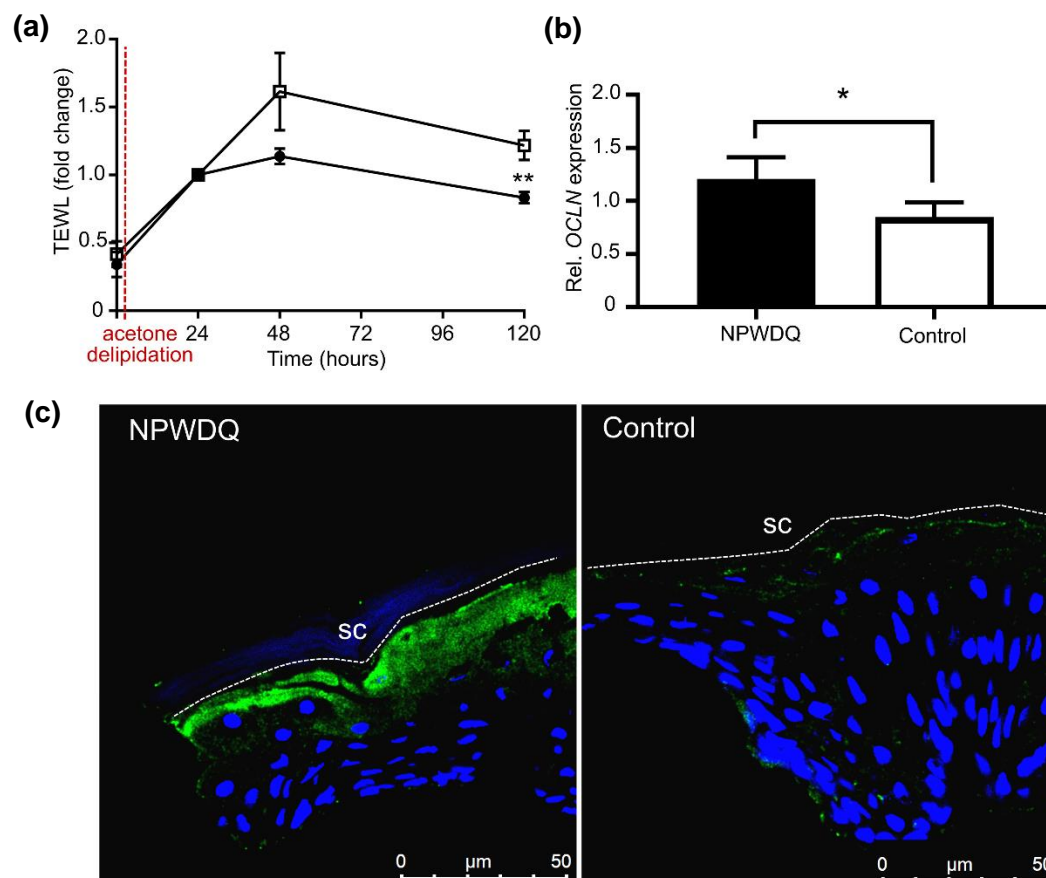 (a)
TEWL (fold change)
2.0
1.5
1.0
0.5
0
**
24
48
72
96
120
acetone
delipidation
Time (hours)
(b)
Rel. OCLN expression
2.0
1.5
1.0
0.5
0
*
NPWDQ
Control
(c)
NPWDQ
SC
0 µm 50
Control
SC
0 µm 50